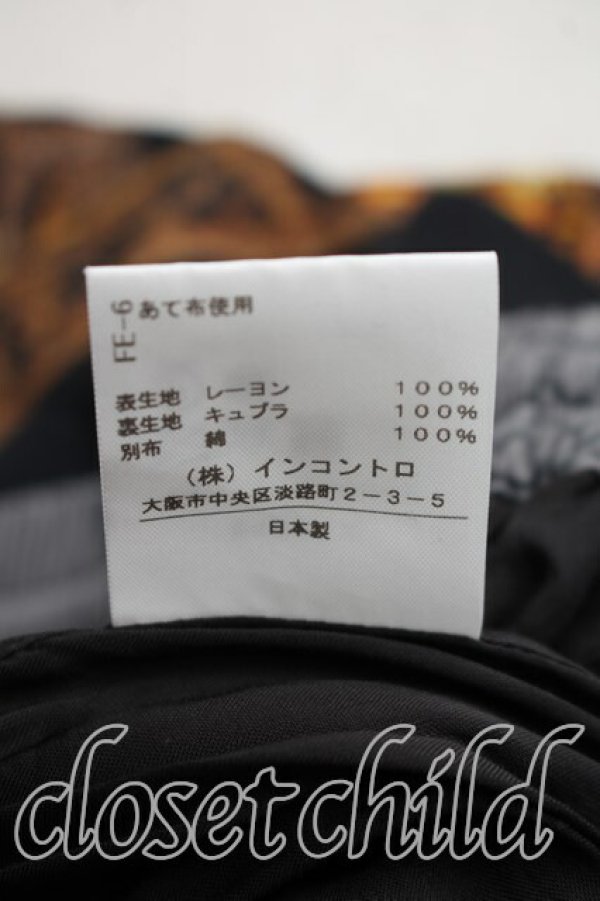 FE-6
あて布使用
表生地 レーヨン 100%
裏生地 キュプラ 100%
別布 綿 100%
(株) インコントロ
大阪市中央区淡路町2-3-5
日本製
closet child